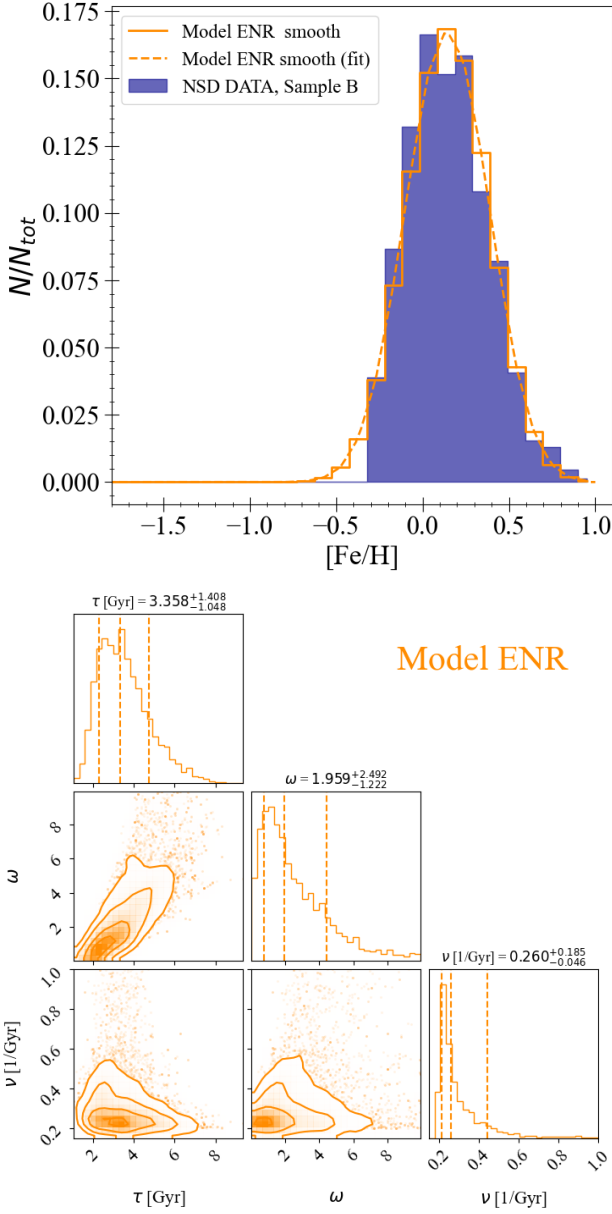 0.175
0.150
0.125
0.100
0.075
0.050
0.025
0.000
N/N_{tot}
Model ENR smooth
Model ENR smooth (fit)
NSD DATA, Sample B
−1.5 −1.0 −0.5 0.0 0.5 1.0
[Fe/H]
τ [Gyr] = 3.358^{+1.408}_{−1.048}
Model ENR
ω = 1.959^{+2.492}_{−1.222}
8
6
4
2
ω
ν [1/Gyr] = 0.260^{+0.185}_{−0.046}
1.0
0.8
0.6
0.4
0.2
ν [1/Gyr]
2 4 6 8
τ [Gyr]
2 4 6 8
ω
0.2 0.4 0.6 0.8 1.0
ν [1/Gyr]